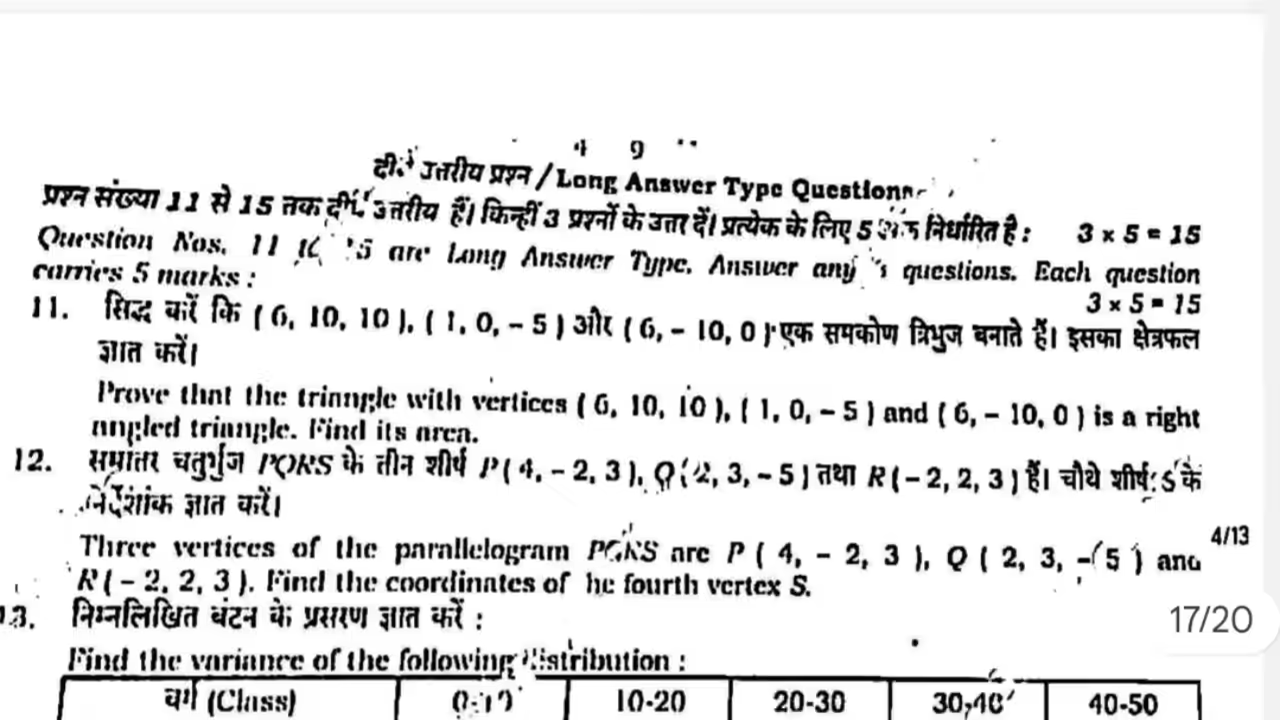 4 9
उत्तरीय प्रश्न / Long Answer Type Questions
प्रश्न संख्या 11 से 15 तक दीर्घ उत्तरीय हैं। किन्हीं 3 प्रश्नों के उत्तर दें। प्रत्येक के लिए 5 अंक निर्धारित है : 3 × 5 = 15
Question Nos. 11 15 are Long Answer Type. Answer any questions. Each question
carries 5 marks : 3 × 5 = 15
11. सिद्ध करें कि ( 6, 10, 10 ), ( 1, 0, – 5 ) और ( 6, – 10, 0 ) एक समकोण त्रिभुज बनाते हैं। इसका क्षेत्रफल
ज्ञात करें।
Prove that the triangle with vertices ( 6, 10, 10 ), ( 1, 0, – 5 ) and ( 6, – 10, 0 ) is a right
angled triangle. Find its area.
12. समांतर चतुर्भुज PQRS के तीन शीर्ष P ( 4, – 2, 3 ), Q ( 2, 3, – 5 ) तथा R ( – 2, 2, 3 ) हैं। चौथे शीर्ष S के
निर्देशांक ज्ञात करें।
Three vertices of the parallelogram PQRS are P ( 4, – 2, 3 ), Q ( 2, 3, – 5 ) and
R ( – 2, 2, 3 ). Find the coordinates of he fourth vertex S.
4/13
13. निम्नलिखित बंटन के प्रसरण ज्ञात करें :
17/20
Find the variance of the following distribution :
वर्ग (Class) 0-10 10-20 20-30 30-40 40-50